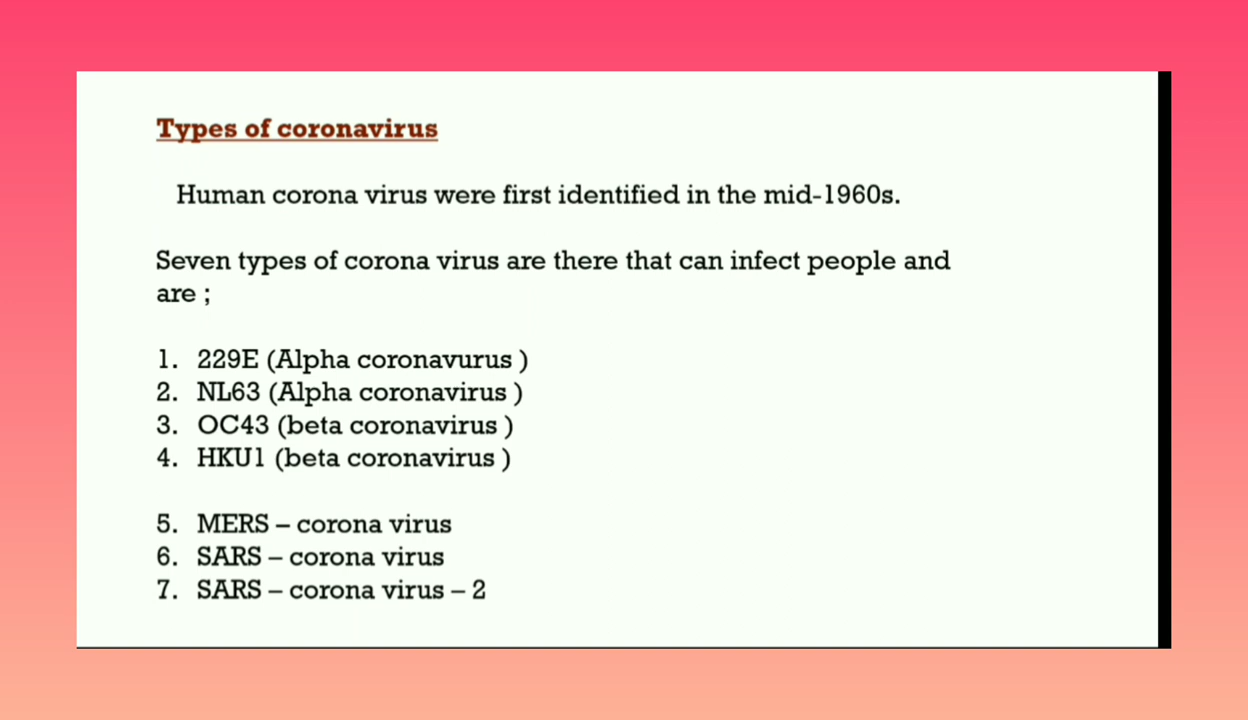 Types of coronavirus
Human corona virus were first identified in the mid-1960s.
Seven types of corona virus are there that can infect people and
are ;
1. 229E (Alpha coronavurus )
2. NL63 (Alpha coronavirus )
3. OC43 (beta coronavirus )
4. HKU1 (beta coronavirus )
5. MERS – corona virus
6. SARS – corona virus
7. SARS – corona virus – 2